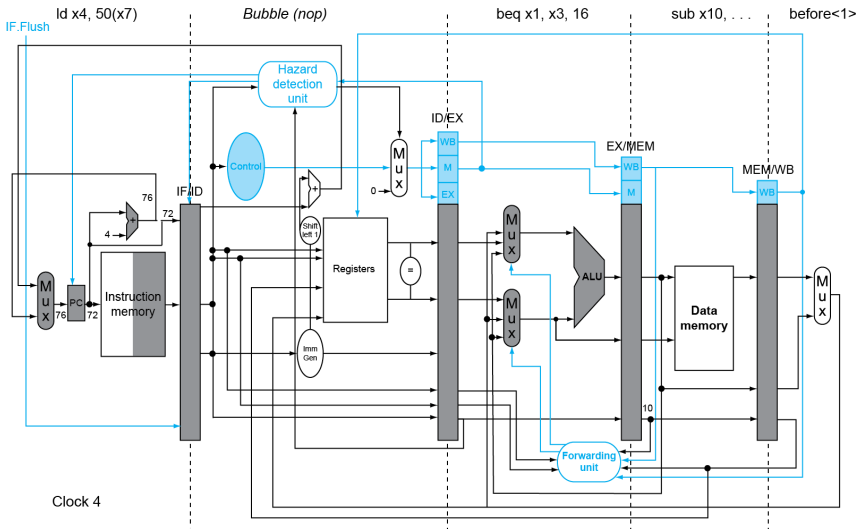 ld x4, 50(x7)
Bubble (nop)
beq x1, x3, 16
sub x10, . . .
before<1>
IF.Flush
Hazard
detection
unit
ID/EX
WB
M
EX
EX/MEM
WB
M
MEM/WB
WB
Control
Mux
0
IF/ID
76
72
+
4
+
Shift
left 1
Registers
=
Mux
Mux
ALU
Mux
PC
76
72
Instruction
memory
Imm
Gen
Data
memory
Mux
10
Forwarding
unit
Clock 4